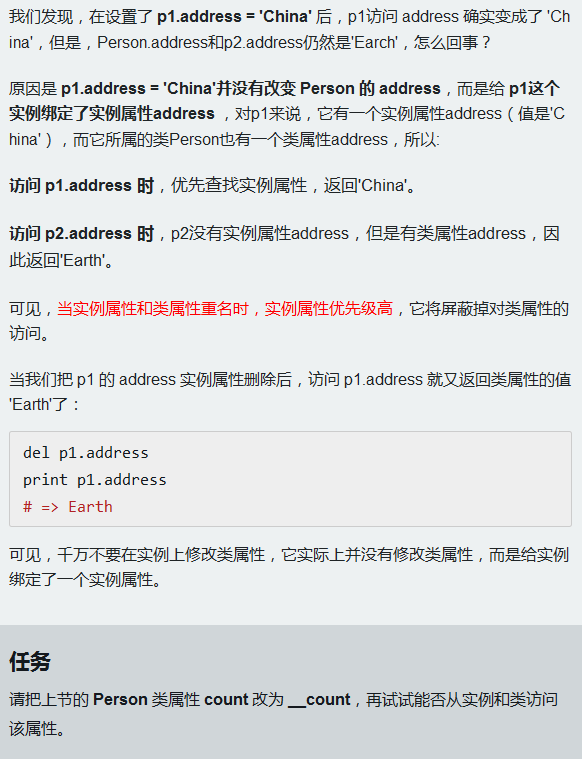 我们发现，在设置了 p1.address = 'China' 后，p1访问 address 确实变成了 'Ch
ina'，但是，Person.address和p2.address仍然是'Earch'，怎么回事？
原因是 p1.address = 'China'并没有改变 Person 的 address，而是给 p1这个
实例绑定了实例属性address ，对p1来说，它有一个实例属性address（值是'C
hina'），而它所属的类Person也有一个类属性address，所以:
访问 p1.address 时，优先查找实例属性，返回'China'。
访问 p2.address 时，p2没有实例属性address，但是有类属性address，因
此返回'Earth'。
可见，当实例属性和类属性重名时，实例属性优先级高，它将屏蔽掉对类属性的
访问。
当我们把 p1 的 address 实例属性删除后，访问 p1.address 就又返回类属性的值
'Earth'了：
del p1.address
print p1.address
# => Earth
可见，千万不要在实例上修改类属性，它实际上并没有修改类属性，而是给实例
绑定了一个实例属性。
任务
请把上节的 Person 类属性 count 改为 __count，再试试能否从实例和类访问
该属性。